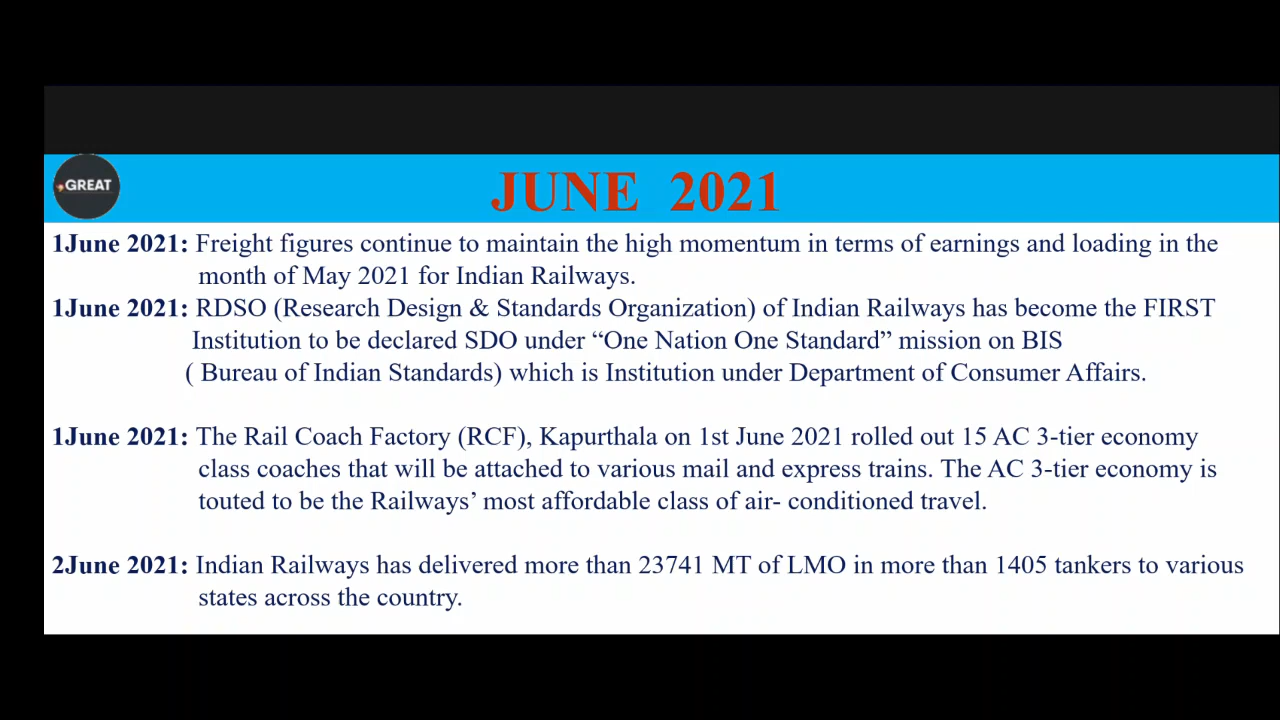 GREAT
JUNE 2021
1June 2021: Freight figures continue to maintain the high momentum in terms of earnings and loading in the
month of May 2021 for Indian Railways.
1June 2021: RDSO (Research Design & Standards Organization) of Indian Railways has become the FIRST
Institution to be declared SDO under “One Nation One Standard” mission on BIS
( Bureau of Indian Standards) which is Institution under Department of Consumer Affairs.
1June 2021: The Rail Coach Factory (RCF), Kapurthala on 1st June 2021 rolled out 15 AC 3-tier economy
class coaches that will be attached to various mail and express trains. The AC 3-tier economy is
touted to be the Railways’ most affordable class of air- conditioned travel.
2June 2021: Indian Railways has delivered more than 23741 MT of LMO in more than 1405 tankers to various
states across the country.